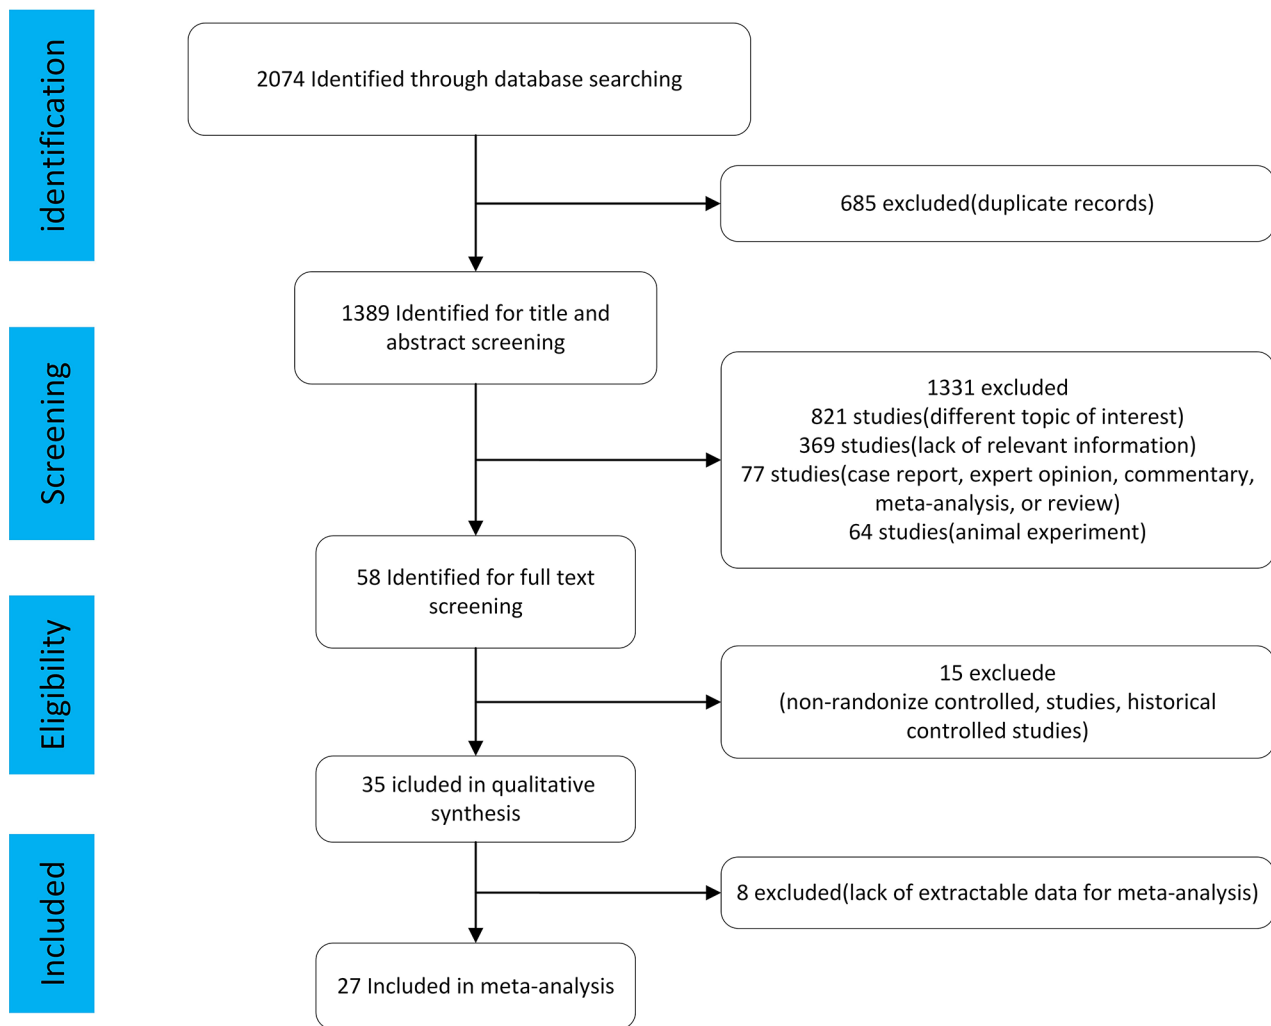 identification
2074 Identified through database searching
685 excluded(duplicate records)
1389 Identified for title and
abstract screening
Screening
1331 excluded
821 studies(different topic of interest)
369 studies(lack of relevant information)
77 studies(case report, expert opinion, commentary,
meta-analysis, or review)
64 studies(animal experiment)
58 Identified for full text
screening
Eligibility
15 excluede
(non-randonize controlled, studies, historical
controlled studies)
35 icluded in qualitative
synthesis
Included
8 excluded(lack of extractable data for meta-analysis)
27 Included in meta-analysis